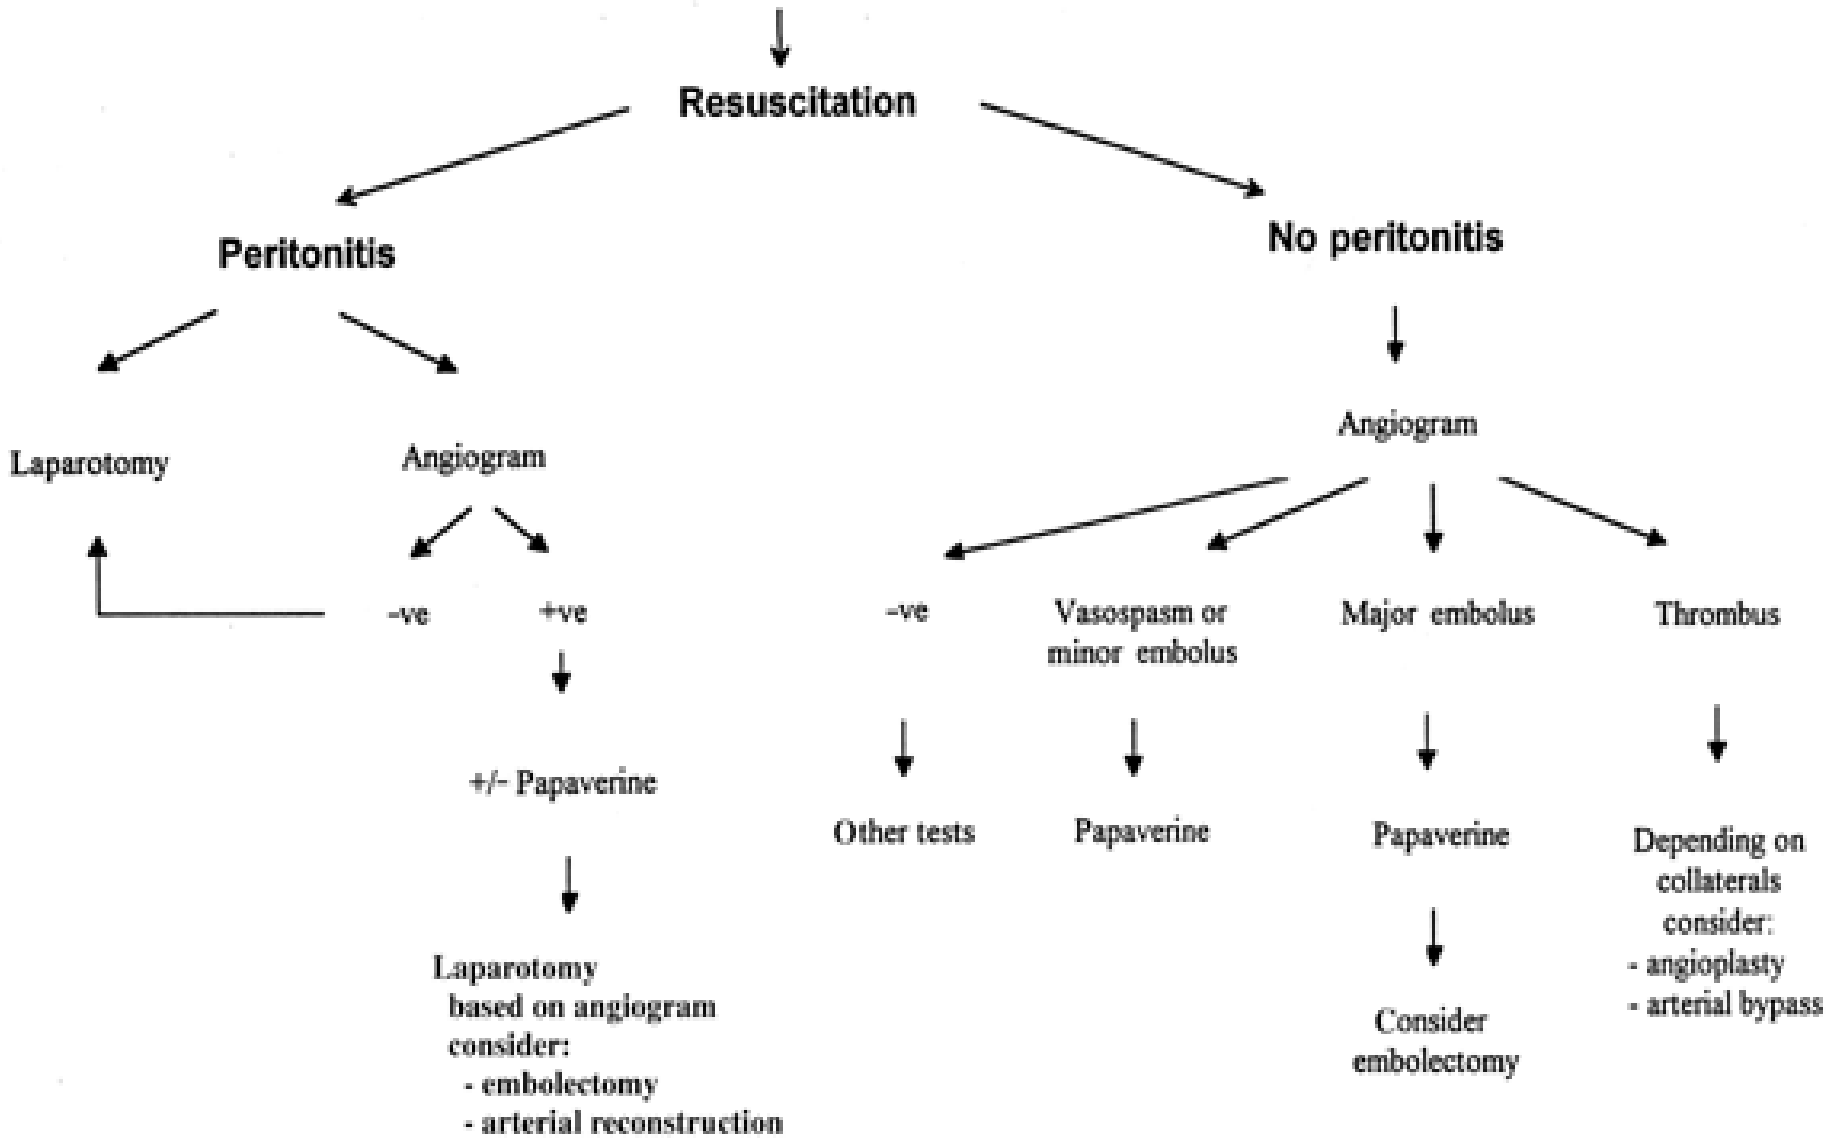 Resuscitation
Peritonitis
No peritonitis
Laparotomy
Angiogram
Angiogram
-ve
+ve
-ve
Vasospasm or
minor embolus
Major embolus
Thrombus
+/- Papaverine
Other tests
Papaverine
Papaverine
Depending on
collaterals
consider:
- angioplasty
- arterial bypass
Laparotomy
based on angiogram
consider:
- embolectomy
- arterial reconstruction
Consider
embolectomy